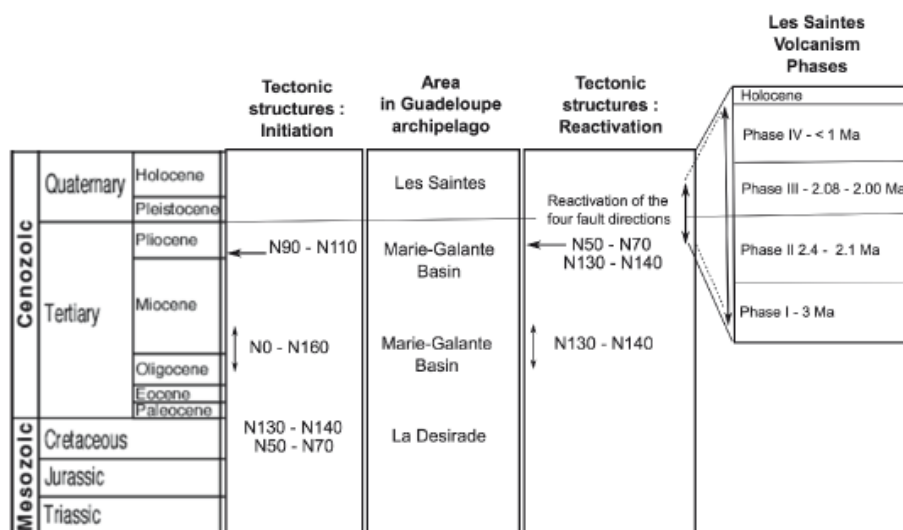 Les Saintes
Volcanism
Phases
Tectonic
structures :
Initiation
Area
in Guadeloupe
archipelago
Tectonic
structures :
Reactivation
Holocene
Phase IV - < 1 Ma
Phase III - 2.08 - 2.00 Ma
Phase II 2.4 - 2.1 Ma
Phase I - 3 Ma
Cenozoic
Quaternary
Holocene
Pleistocene
Les Saintes
Reactivation of the
four fault directions
Tertiary
Pliocene
N90 - N110
Marie-Galante
Basin
N50 - N70
N130 - N140
Miocene
N0 - N160
Marie-Galante
Basin
N130 - N140
Oligocene
Eocene
Paleocene
Mesozoic
Cretaceous
N130 - N140
N50 - N70
La Desirade
Jurassic
Triassic